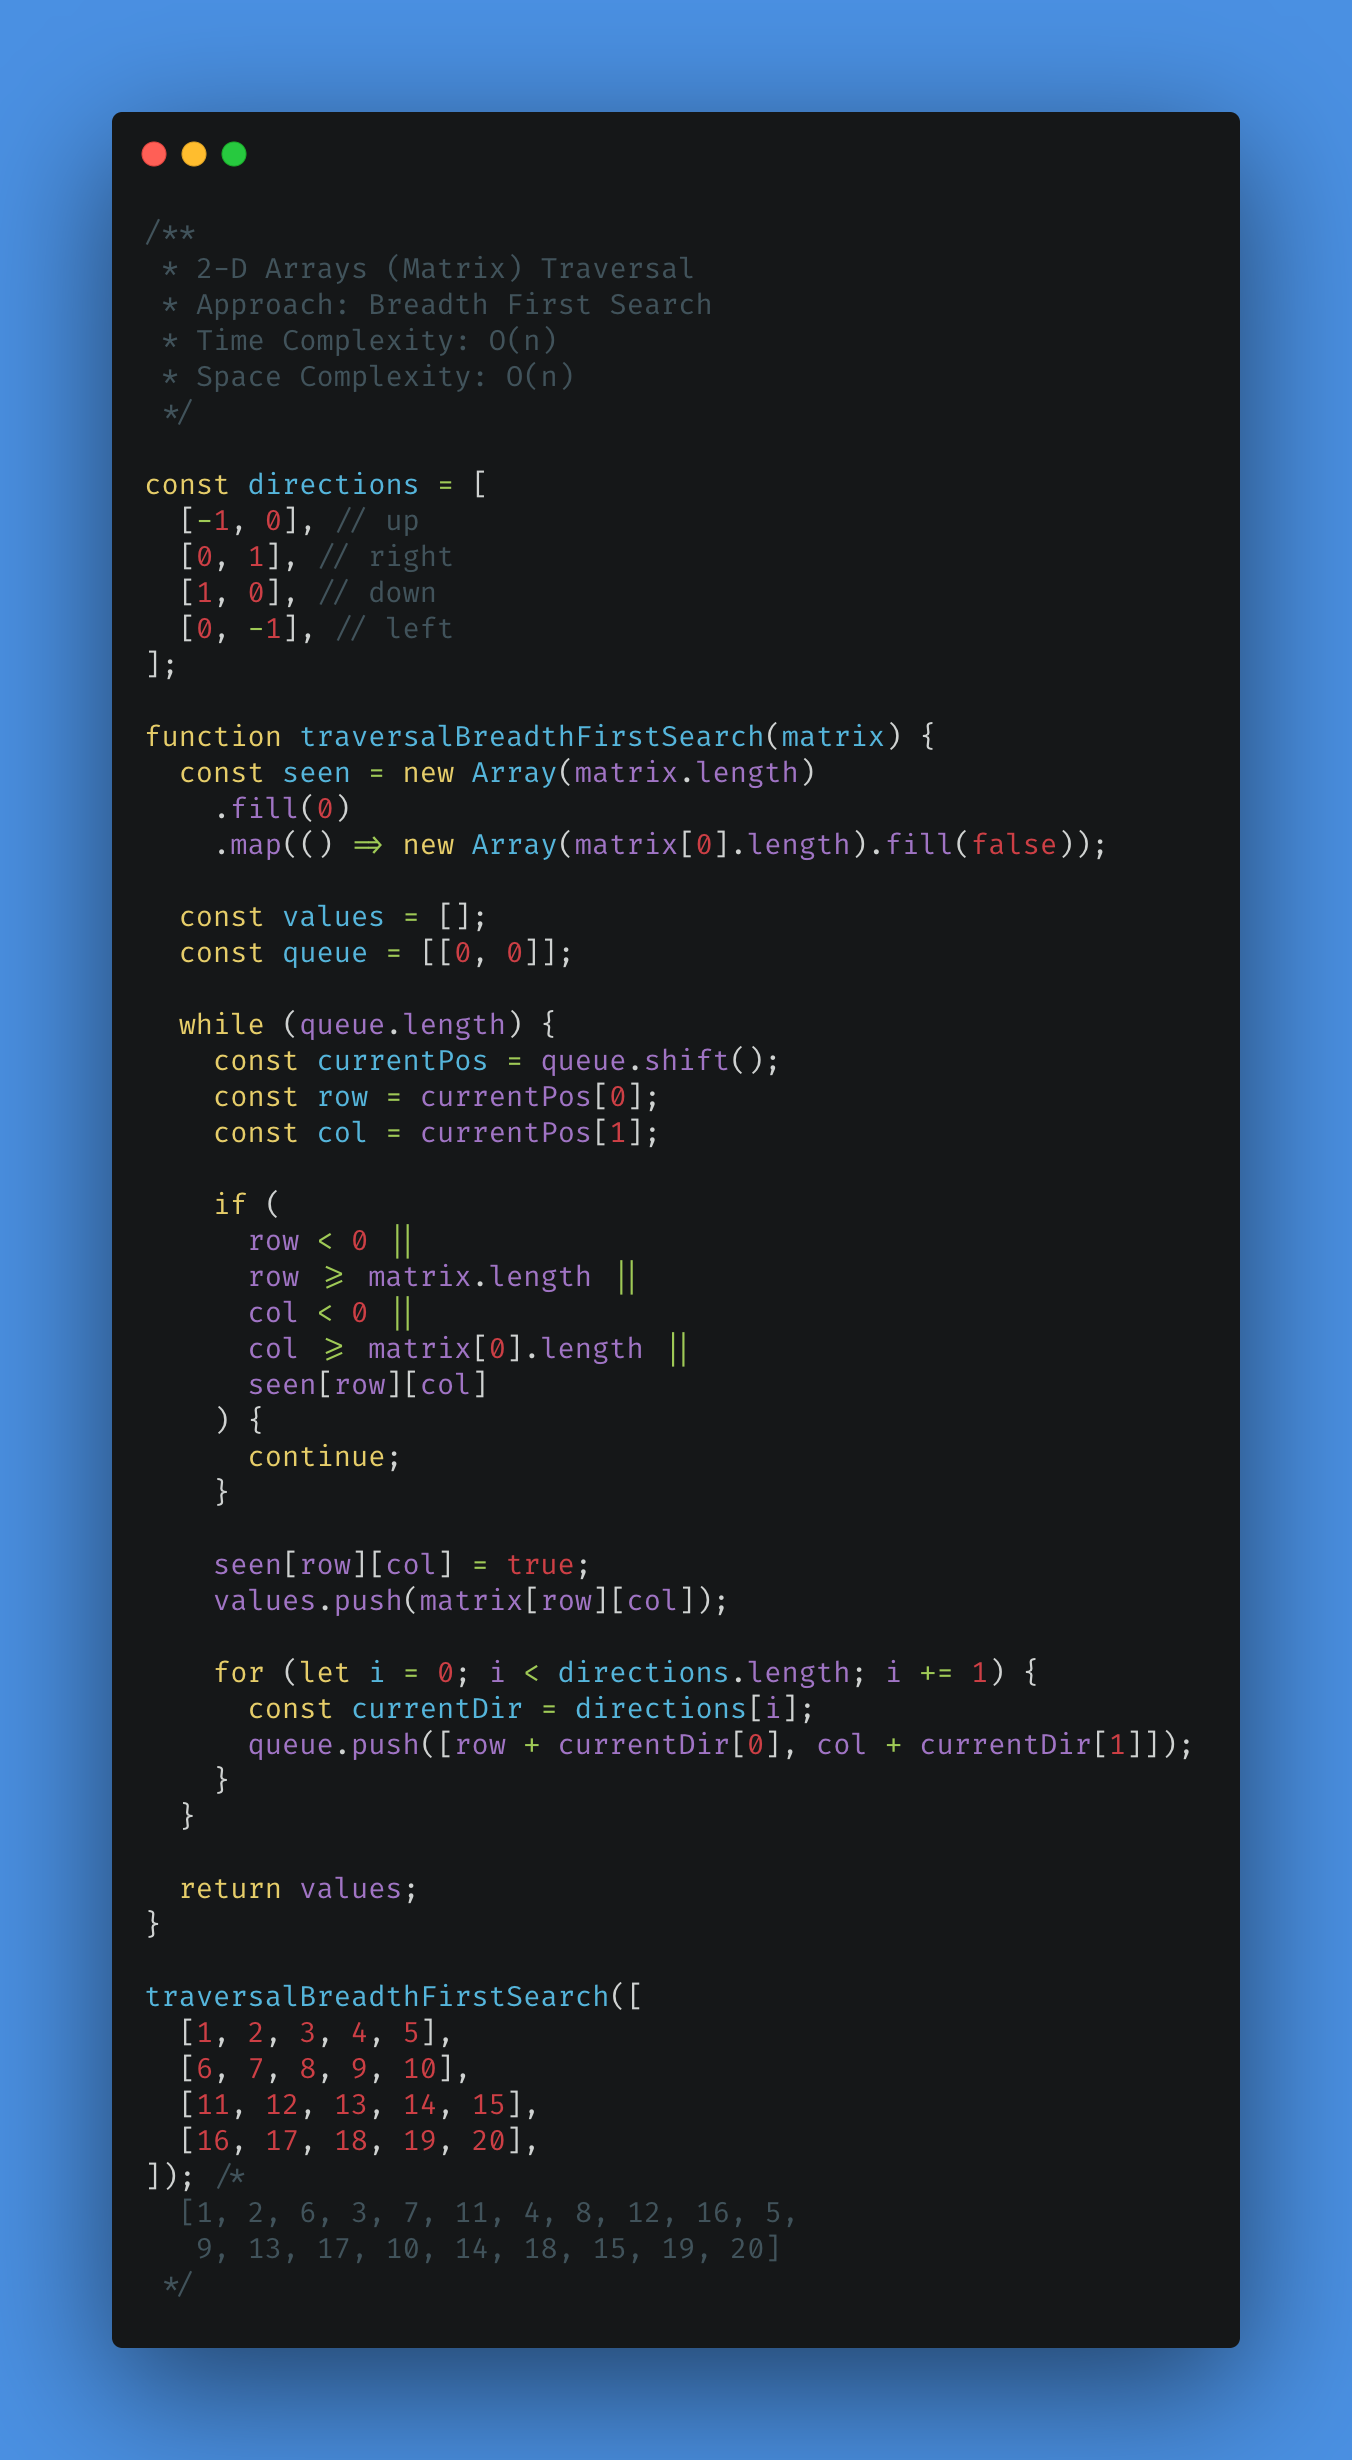 /**
 * 2-D Arrays (Matrix) Traversal
 * Approach: Breadth First Search
 * Time Complexity: O(n)
 * Space Complexity: O(n)
 */

const directions = [
  [-1, 0], // up
  [0, 1], // right
  [1, 0], // down
  [0, -1], // left
];

function traversalBreadthFirstSearch(matrix) {
  const seen = new Array(matrix.length)
    .fill(0)
    .map(() => new Array(matrix[0].length).fill(false));

  const values = [];
  const queue = [[0, 0]];

  while (queue.length) {
    const currentPos = queue.shift();
    const row = currentPos[0];
    const col = currentPos[1];

    if (
      row < 0 ||
      row >= matrix.length ||
      col < 0 ||
      col >= matrix[0].length ||
      seen[row][col]
    ) {
      continue;
    }

    seen[row][col] = true;
    values.push(matrix[row][col]);

    for (let i = 0; i < directions.length; i += 1) {
      const currentDir = directions[i];
      queue.push([row + currentDir[0], col + currentDir[1]]);
    }
  }

  return values;
}

traversalBreadthFirstSearch([
  [1, 2, 3, 4, 5],
  [6, 7, 8, 9, 10],
  [11, 12, 13, 14, 15],
  [16, 17, 18, 19, 20],
]); /*
  [1, 2, 6, 3, 7, 11, 4, 8, 12, 16, 5,
   9, 13, 17, 10, 14, 18, 15, 19, 20]
 */